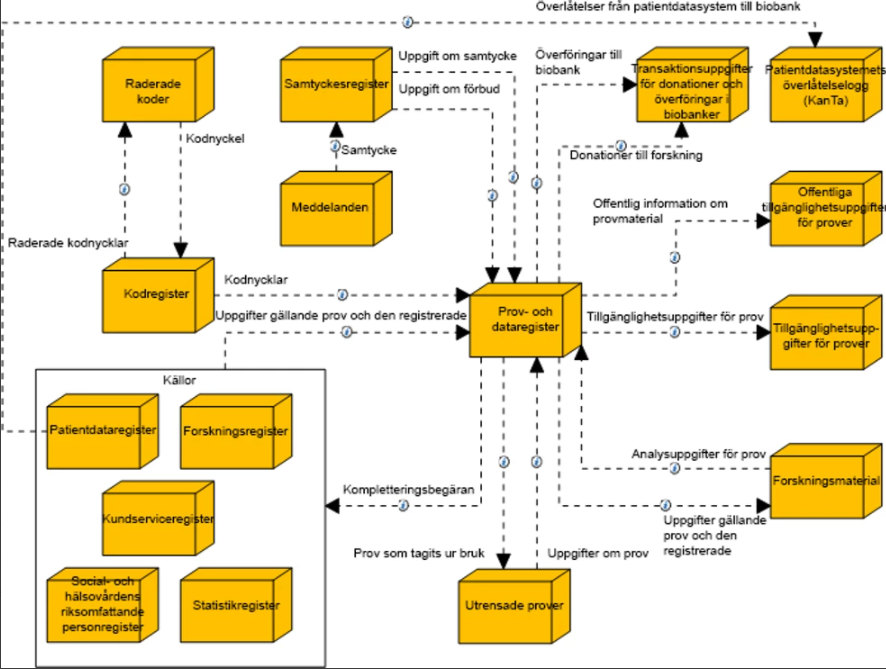 Överlåtelser från patientdatasystem till biobank
Raderade
koder
Samtyckesregister
Uppgift om samtycke
Uppgift om förbud
Överföringar till
biobank
Transaktionsuppgifter
för donationer och
överföringar i
biobanker
Patientdatasystemets
överlåtelselogg
(KanTa)
Kodnyckel
Samtycke
Donationer till forskning
Meddelanden
Offentlig information om
provmaterial
Offentliga
tillgänglighetsuppgifter
för prover
Raderade kodnycklar
Kodregister
Kodnycklar
Uppgifter gällande prov och den registrerade
Prov- och
dataregister
Tillgänglighetsuppgifter för prov
Tillgänglighetsupp-
gifter för prover
Källor
Patientdataregister
Forskningsregister
Kundserviceregister
Social- och
hälsovårdens
riksomfattande
personregister
Statistikregister
Kompletteringsbegäran
Analysuppgifter för prov
Forskningsmaterial
Uppgifter gällande
prov och den
registrerade
Prov som tagits ur bruk
Uppgifter om prov
Utrensade prover